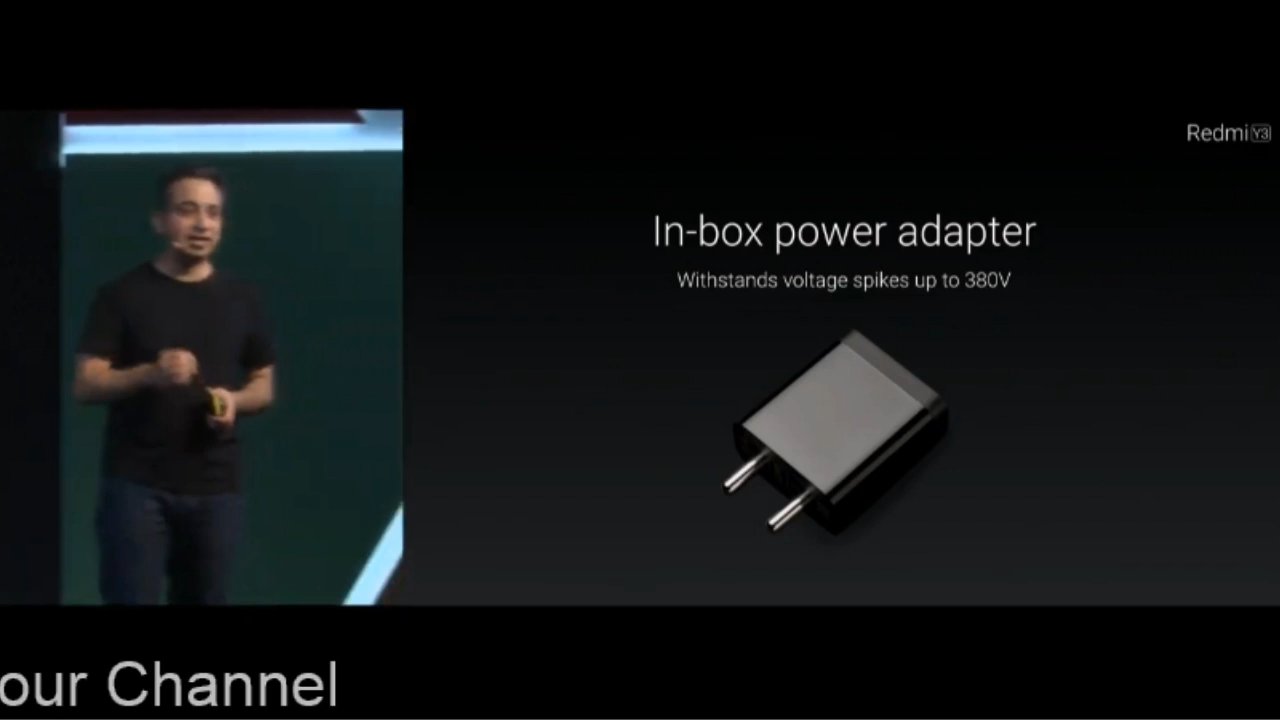 Redmi Y3
In-box power adapter
Withstands voltage spikes up to 380V
our Channel